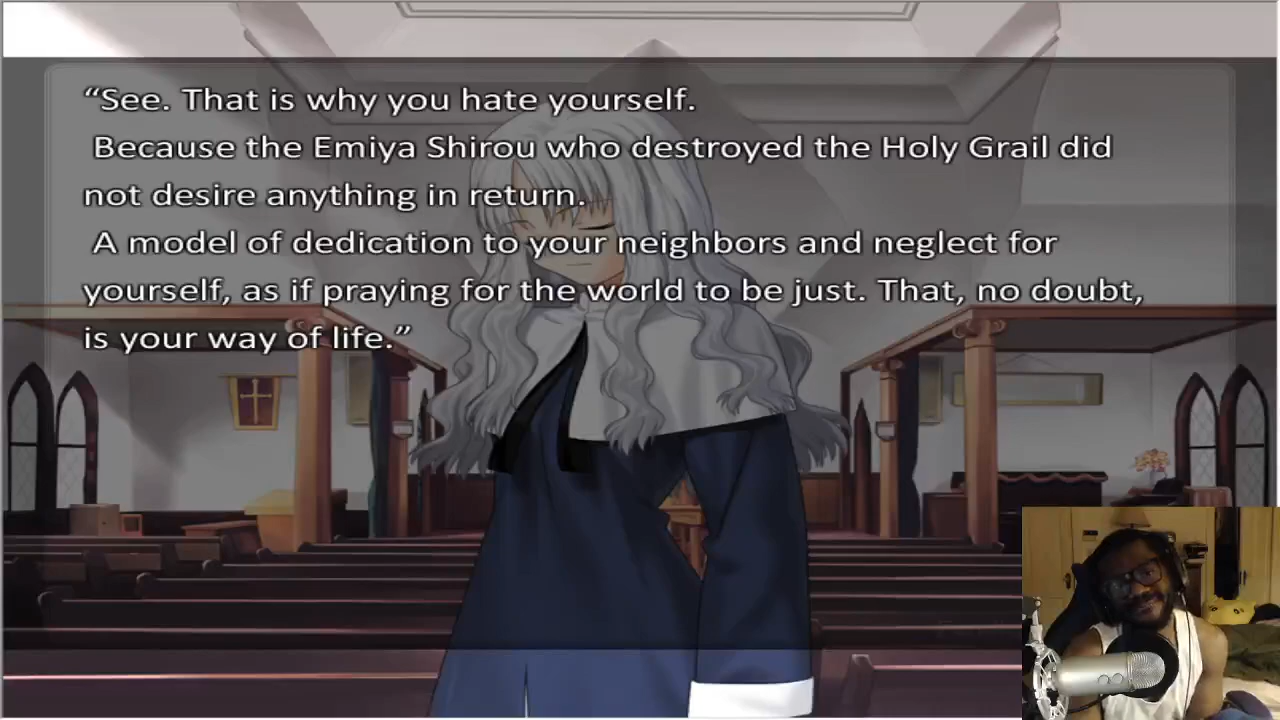 “See. That is why you hate yourself.
Because the Emiya Shirou who destroyed the Holy Grail did
not desire anything in return.
A model of dedication to your neighbors and neglect for
yourself, as if praying for the world to be just. That, no doubt,
is your way of life.”